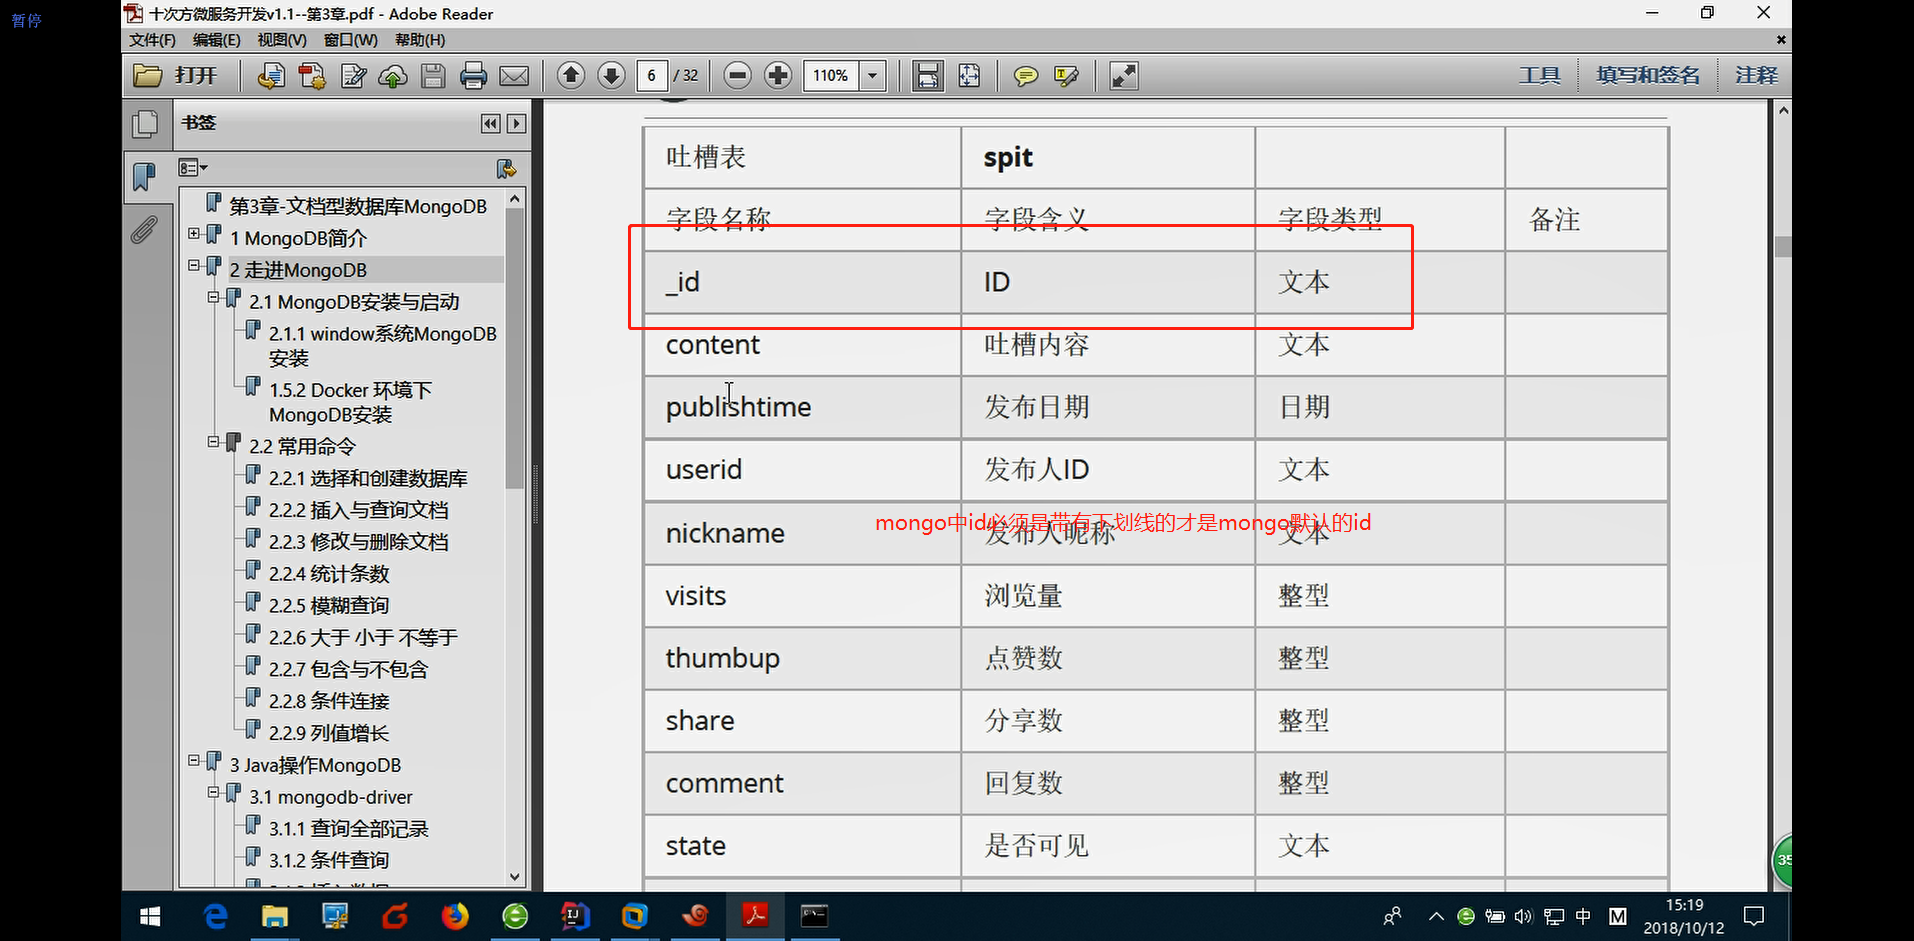 暂停
十次方微服务开发v1.1--第3章.pdf - Adobe Reader
文件(F) 编辑(E) 视图(V) 窗口(W) 帮助(H)
打开 6 / 32 110% 工具 填写和签名 注释
书签
第3章-文档型数据库MongoDB
1 MongoDB简介
2 走进MongoDB
2.1 MongoDB安装与启动
2.1.1 window系统MongoDB
安装
1.5.2 Docker 环境下
MongoDB安装
2.2 常用命令
2.2.1 选择和创建数据库
2.2.2 插入与查询文档
2.2.3 修改与删除文档
2.2.4 统计条数
2.2.5 模糊查询
2.2.6 大于 小于 不等于
2.2.7 包含与不包含
2.2.8 条件连接
2.2.9 列值增长
3 Java操作MongoDB
3.1 mongodb-driver
3.1.1 查询全部记录
3.1.2 条件查询
吐槽表 spit
字段名称 字段含义 字段类型 备注
_id ID 文本
content 吐槽内容 文本
publishtime 发布日期 日期
userid 发布人ID 文本
mongo中id必须是带有下划线的才是mongo默认的id
nickname 发布人昵称 文本
visits 浏览量 整型
thumbup 点赞数 整型
share 分享数 整型
comment 回复数 整型
state 是否可见 文本
35
中 M
15:19
2018/10/12